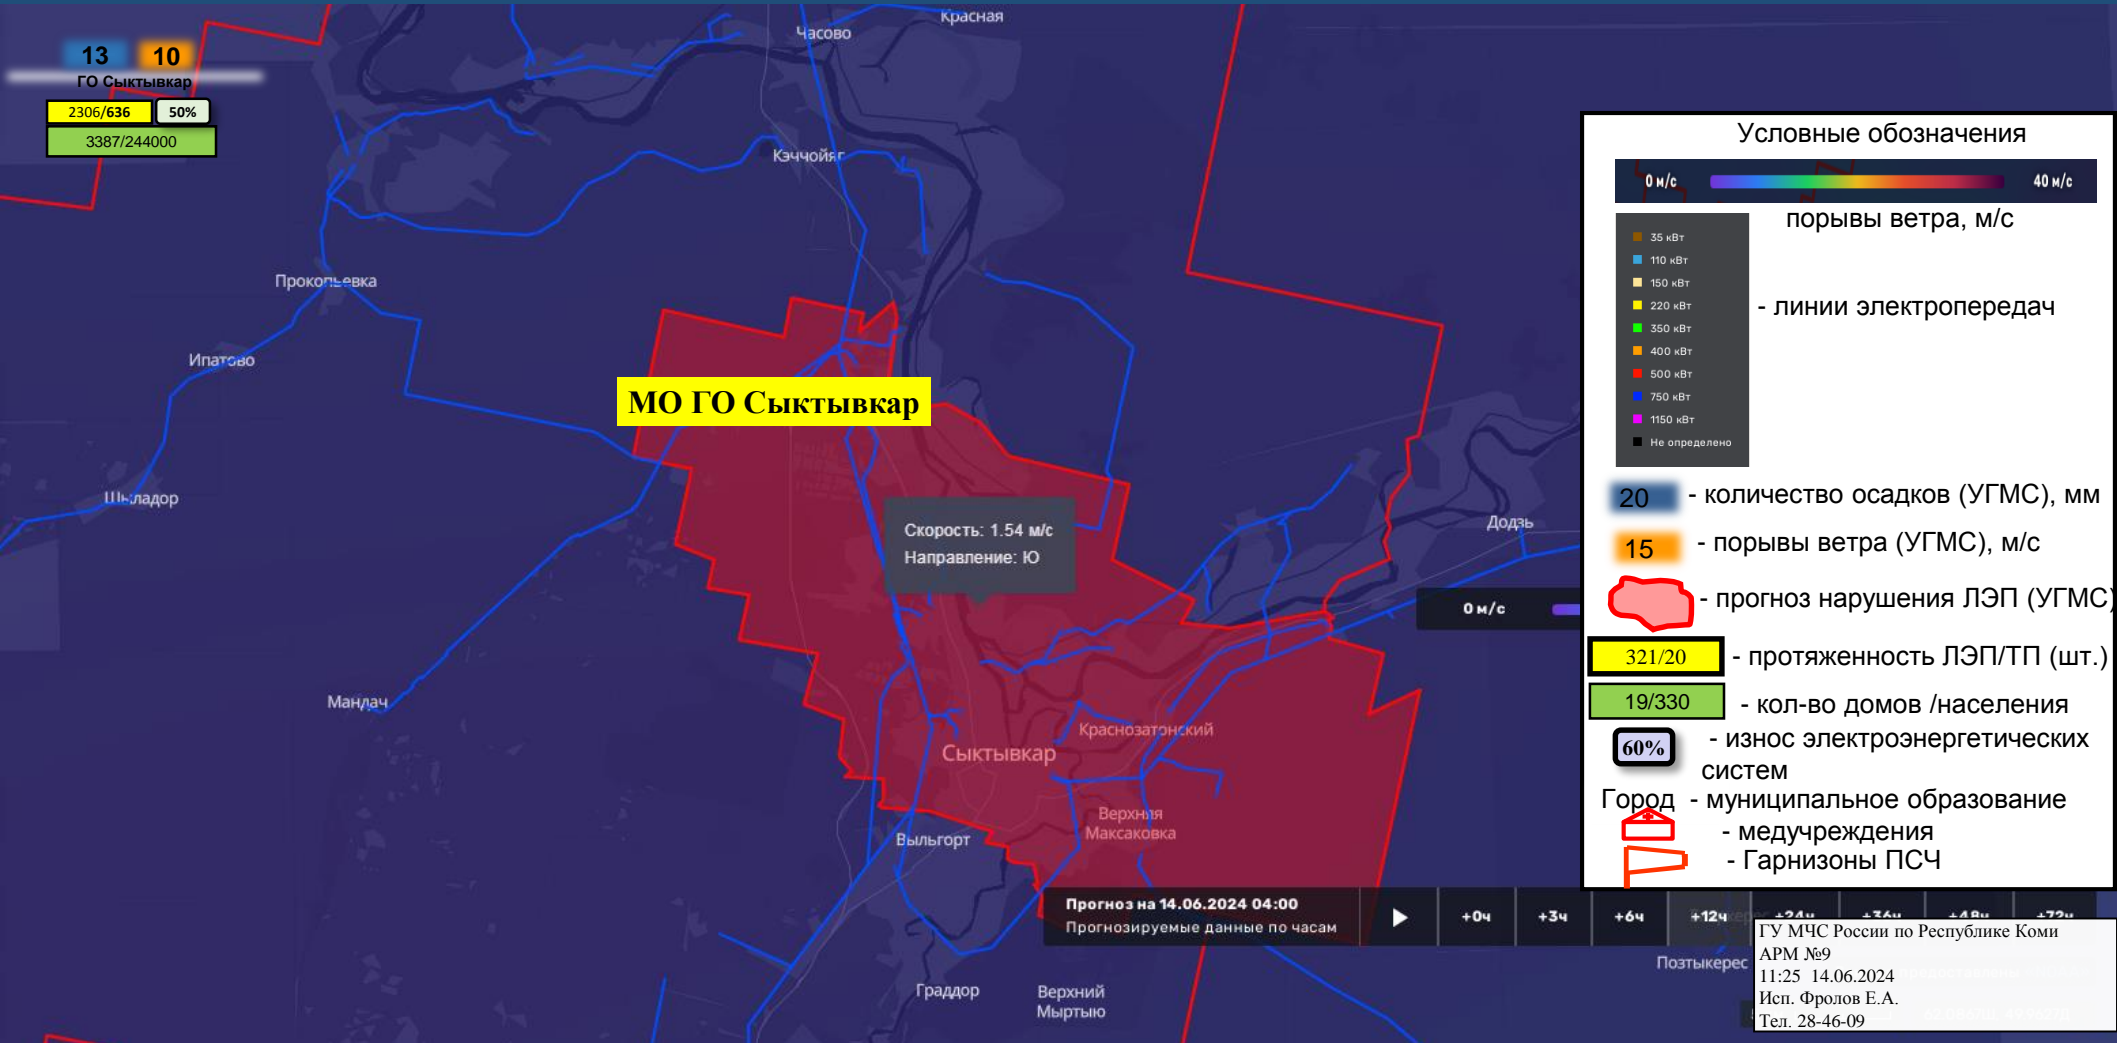 Красная
Часово
13 10
ГО Сыктывкар
2306/636 50%
3387/244000
Кэччойяг
Прокопьевка
Ипатово
МО ГО Сыктывкар
Шыладор
Скорость: 1.54 м/с
Направление: Ю
Додзь
0 м/с
Мандач
Краснозатонский
Сыктывкар
Верхняя
Максаковка
Выльгорт
Прогноз на 14.06.2024 04:00
Прогнозируемые данные по часам
+0ч +3ч +6ч +12ч +24ч +36ч +48ч +72ч
Позтыкерес
Граддор
Верхний
Мыртыю
Условные обозначения
0 м/с 40 м/с
порывы ветра, м/с
35 кВт
110 кВт
150 кВт
220 кВт
350 кВт
400 кВт
500 кВт
750 кВт
1150 кВт
Не определено
- линии электропередач
20 - количество осадков (УГМС), мм
15 - порывы ветра (УГМС), м/с
- прогноз нарушения ЛЭП (УГМС)
321/20 - протяженность ЛЭП/ТП (шт.)
19/330 - кол-во домов /населения
60% - износ электроэнергетических
систем
Город - муниципальное образование
- медучреждения
- Гарнизоны ПСЧ
ГУ МЧС России по Республике Коми
АРМ №9
11:25 14.06.2024
Исп. Фролов Е.А.
Тел. 28-46-09